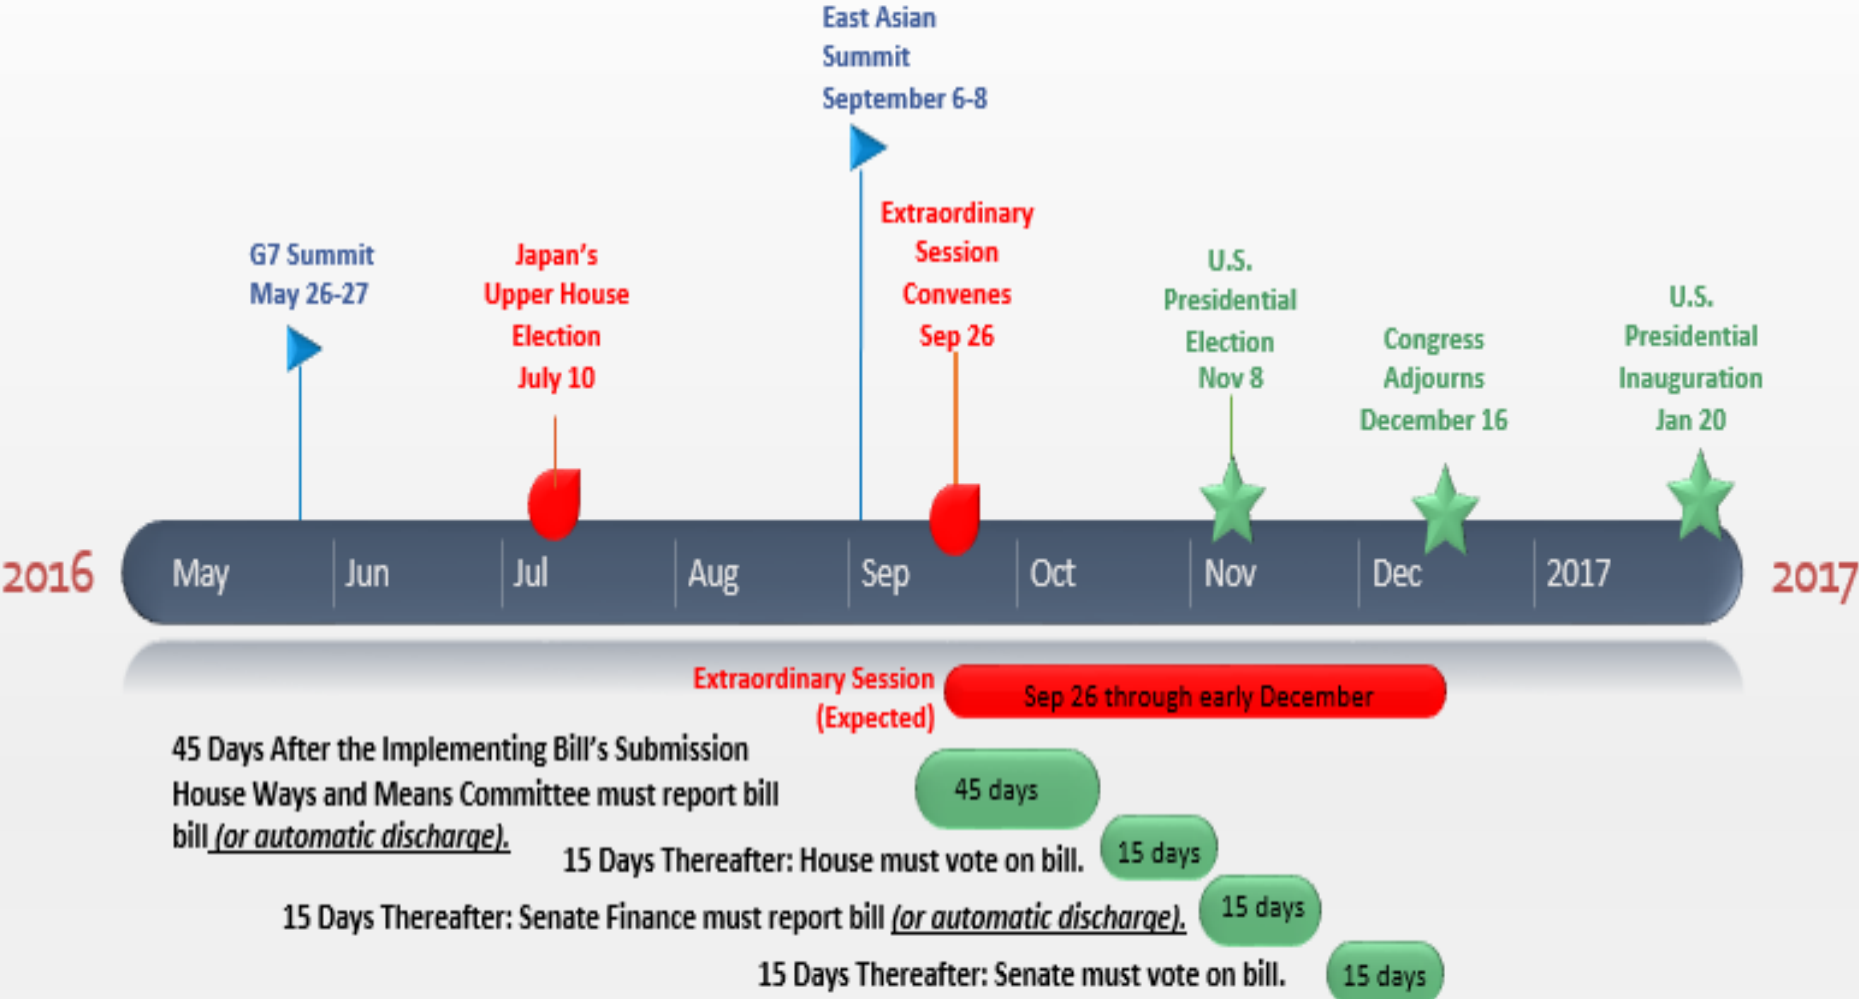 East Asian
Summit
September 6-8
G7 Summit
May 26-27
Japan's
Upper House
Election
July 10
Extraordinary
Session
Convenes
Sep 26
U.S.
Presidential
Election
Nov 8
Congress
Adjourns
December 16
U.S.
Presidential
Inauguration
Jan 20
2016
May
Jun
Jul
Aug
Sep
Oct
Nov
Dec
2017
2017
Extraordinary Session
(Expected)
Sep 26 through early December
45 Days After the Implementing Bill's Submission
House Ways and Means Committee must report bill
bill (or automatic discharge).
45 days
15 Days Thereafter: House must vote on bill.
15 days
15 Days Thereafter: Senate Finance must report bill (or automatic discharge).
15 days
15 Days Thereafter: Senate must vote on bill.
15 days